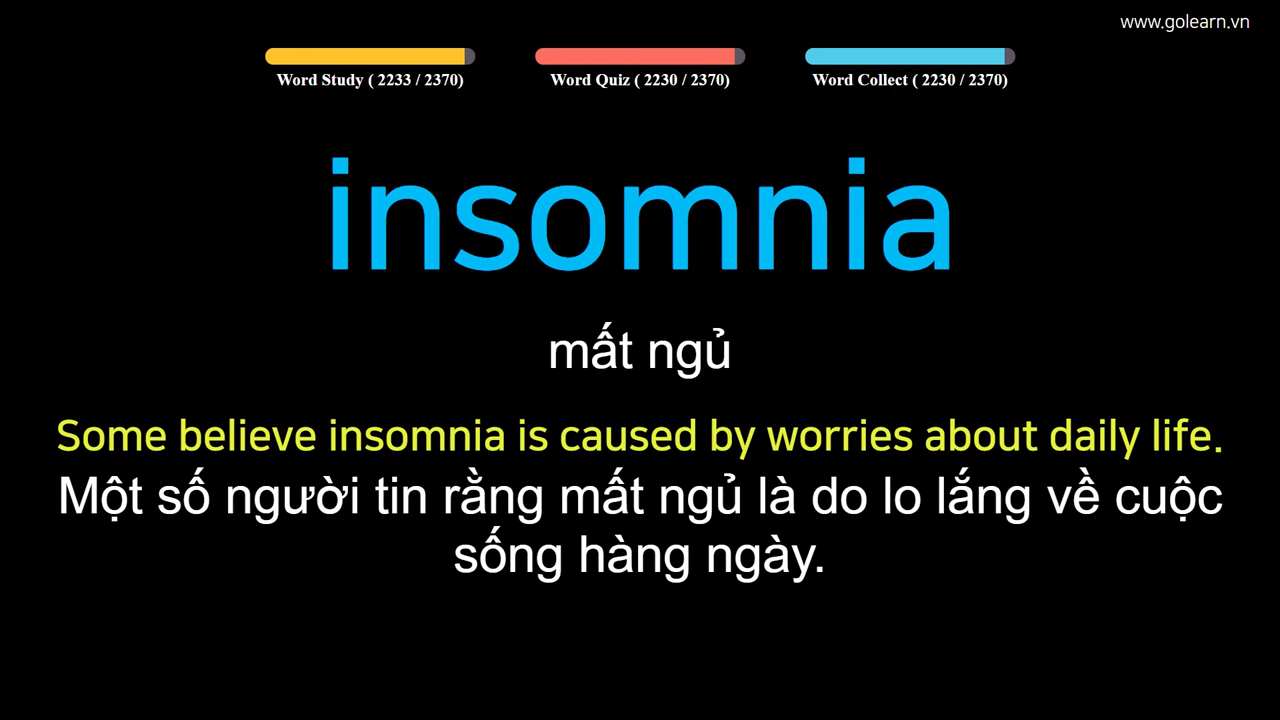 www.golearn.vn
Word Study ( 2233 / 2370)
Word Quiz ( 2230 / 2370)
Word Collect ( 2230 / 2370)
insomnia
mất ngủ
Some believe insomnia is caused by worries about daily life.
Một số người tin rằng mất ngủ là do lo lắng về cuộc
sống hàng ngày.